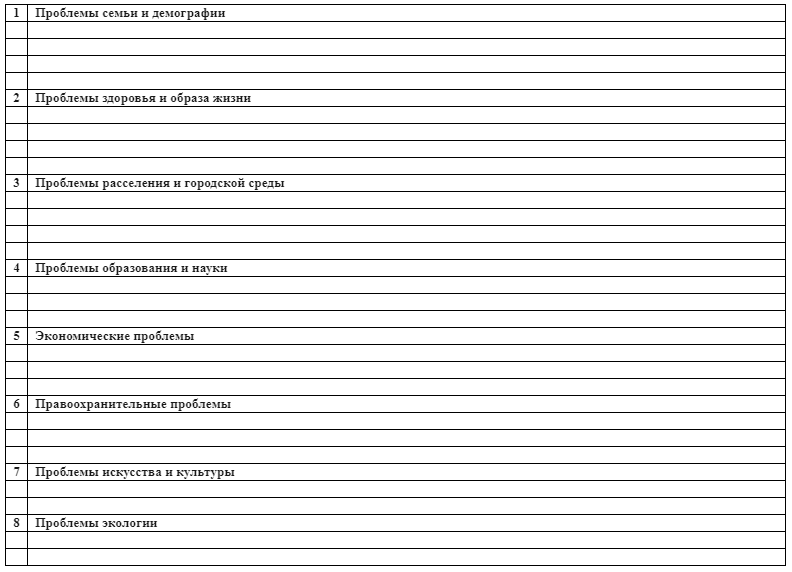 1 Проблемы семьи и демографии
2 Проблемы здоровья и образа жизни
3 Проблемы расселения и городской среды
4 Проблемы образования и науки
5 Экономические проблемы
6 Правоохранительные проблемы
7 Проблемы искусства и культуры
8 Проблемы экологии